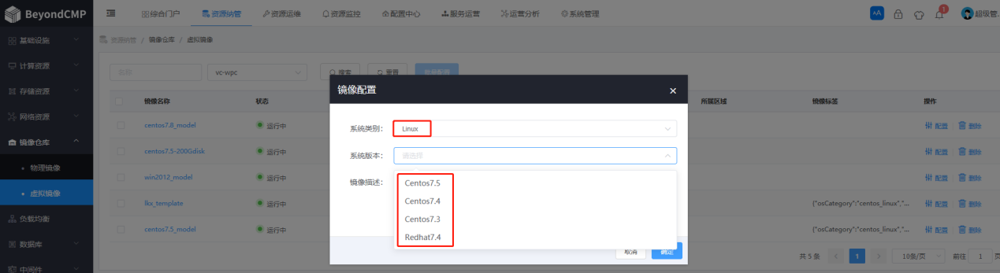 BeyondCMP 综合门户 资源纳管 资源运维 资源监控 配置中心 服务运营 运营分析 系统管理 AA 1 超级管.
基础设施 资源纳管 / 镜像仓库 / 虚拟镜像
计算资源 名称 vc-wpc 搜索 重置 批量配置
镜像配置
存储资源 镜像名称 状态 所属区域 镜像标签 操作
网络资源 centos7.8_model 运行中 系统类别: Linux 配置 删除
镜像仓库 centos7.5-200Gdisk 运行中 系统版本: 请选择 配置 删除
物理镜像 win2012_model 运行中 镜像描述: Centos7.5 配置 删除
虚拟镜像 lkx_template 运行中 Centos7.4 {"osCategory":"centos_linux","... 配置 删除
负载均衡 Centos7.3
centos7.5_model 运行中 Redhat7.4 {"osCategory":"centos_linux","... 配置 删除
数据库 取消 确定 共 5 条 1 10条/页 前往 1 页
中间件